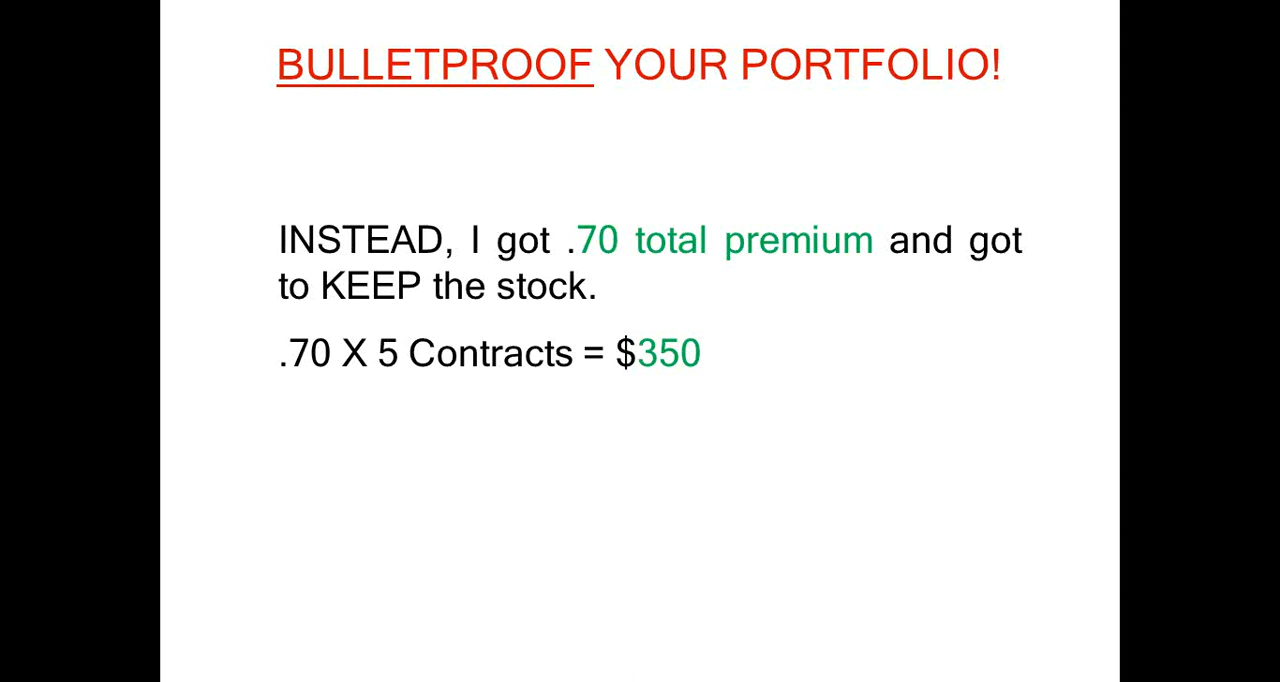 BULLETPROOF YOUR PORTFOLIO!
INSTEAD, I got .70 total premium and got
to KEEP the stock.
.70 X 5 Contracts = $350